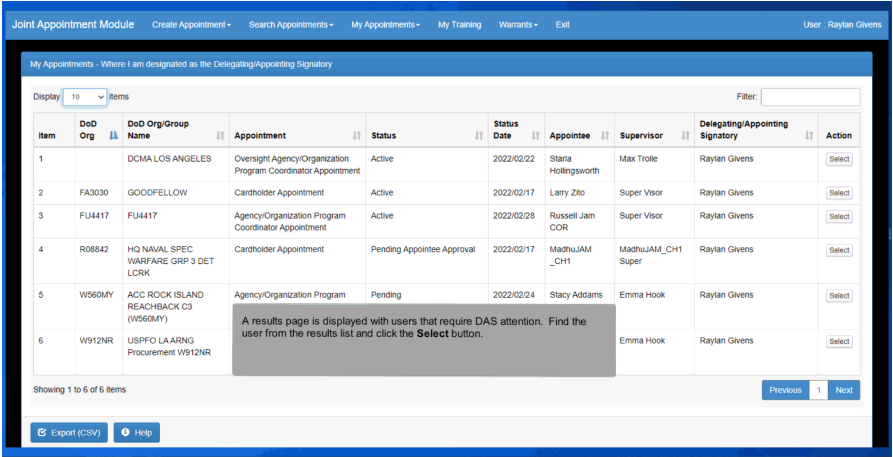 Joint Appointment Module Create Appointment Search Appointments My Appointments My Training Warrants Exit User : Raylan Givens
My Appointments - Where I am designated as the Delegating/Appointing Signatory
Display 10 items Filter:
Item DoD Org DoD Org/Group Name Appointment Status Status Date Appointee Supervisor Delegating/Appointing Signatory Action
1 DCMA LOS ANGELES Oversight Agency/Organization Program Coordinator Appointment Active 2022/02/22 Starla Hollingsworth Max Trolle Raylan Givens Select
2 FA3030 GOODFELLOW Cardholder Appointment Active 2022/02/17 Larry Zito Super Visor Raylan Givens Select
3 FU4417 FU4417 Agency/Organization Program Coordinator Appointment Active 2022/02/28 Russell Jam COR Super Visor Raylan Givens Select
4 R08842 HQ NAVAL SPEC WARFARE GRP 3 DET LCRK Cardholder Appointment Pending Appointee Approval 2022/02/17 MadhuJAM _CH1 MadhuJAM_CH1 Super Raylan Givens Select
5 W560MY ACC ROCK ISLAND REACHBACK C3 (W560MY) Agency/Organization Program Pending 2022/02/24 Stacy Addams Emma Hook Raylan Givens Select
6 W912NR USPFO LA ARNG Procurement W912NR Emma Hook Raylan Givens Select
A results page is displayed with users that require DAS attention. Find the
user from the results list and click the Select button.
Showing 1 to 6 of 6 items Previous 1 Next
Export (CSV) Help